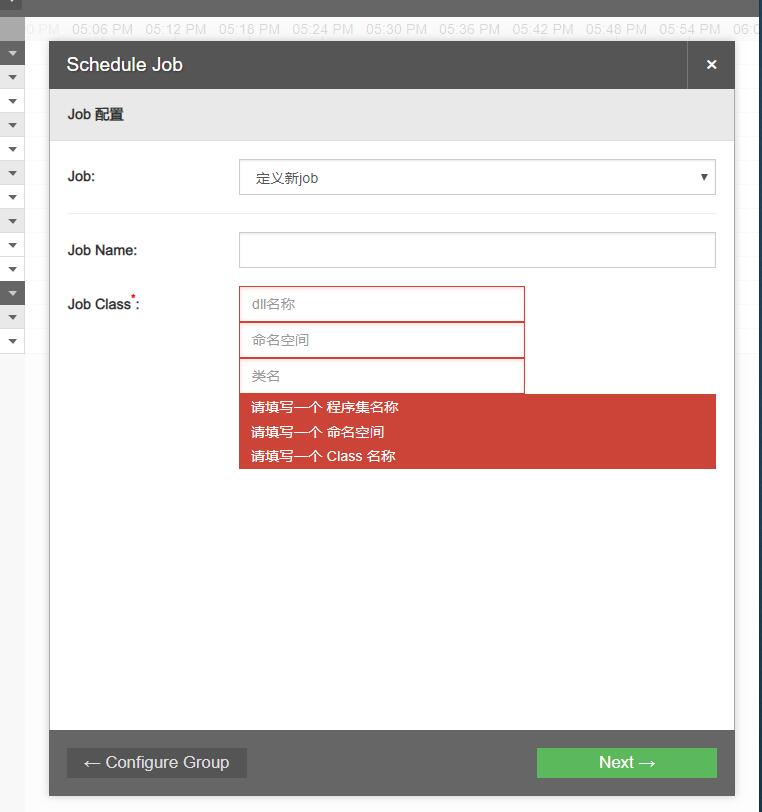 0 PM 05:06 PM 05:12 PM 05:18 PM 05:24 PM 05:30 PM 05:36 PM 05:42 PM 05:48 PM 05:54 PM 06:0
Schedule Job ×
Job 配置
Job: 定义新job
Job Name:
Job Class*: dll名称
命名空间
类名
请填写一个 程序集名称
请填写一个 命名空间
请填写一个 Class 名称
← Configure Group Next →